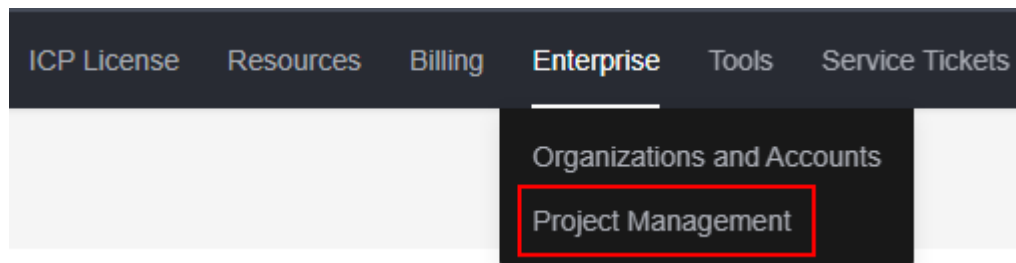 ICP License Resources Billing Enterprise Tools Service Tickets
Organizations and Accounts
Project Management